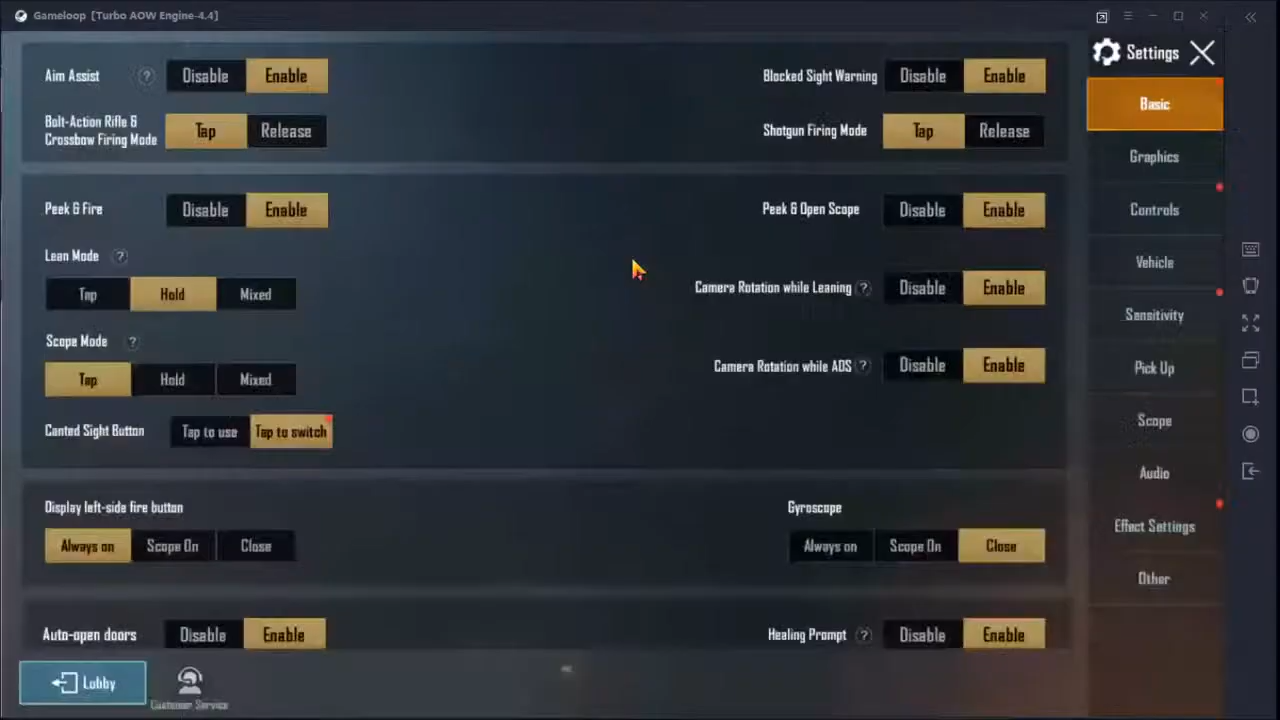 Gameloop [Turbo AOW Engine-4.4]
Settings
Aim Assist ? Disable Enable
Blocked Sight Warning Disable Enable
Bolt-Action Rifle &
Crossbow Firing Mode Tap Release
Shotgun Firing Mode Tap Release
Peek & Fire Disable Enable
Peek & Open Scope Disable Enable
Lean Mode ?
Tap Hold Mixed
Camera Rotation while Leaning ? Disable Enable
Scope Mode ?
Tap Hold Mixed
Camera Rotation while ADS ? Disable Enable
Canted Sight Button Tap to use Tap to switch
Display left-side fire button
Always on Scope On Close
Gyroscope
Always on Scope On Close
Auto-open doors Disable Enable
Healing Prompt ? Disable Enable
Lobby
Customer Service
Basic
Graphics
Controls
Vehicle
Sensitivity
Pick Up
Scope
Audio
Effect Settings
Other